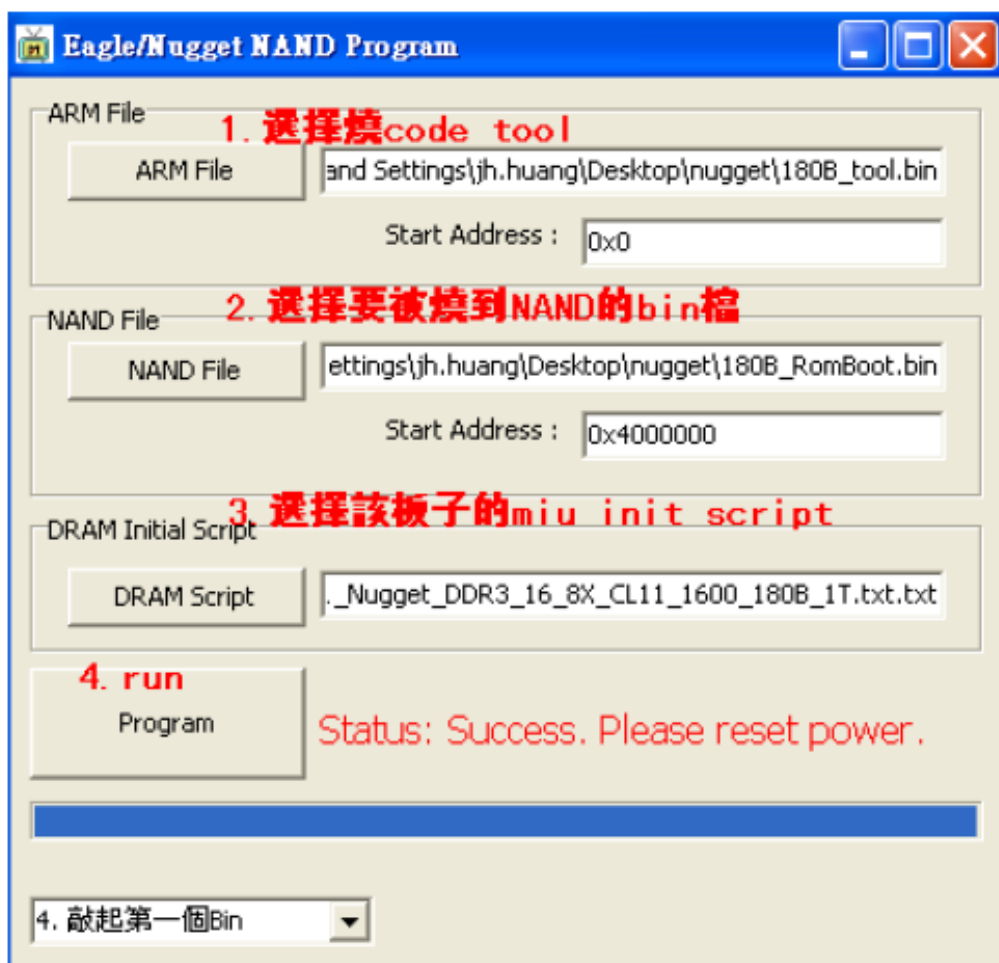 Eagle/Nugget NAND Program
ARM File
1. 選擇燒code tool
ARM File
and Settings\jh.huang\Desktop\nugget\180B_tool.bin
Start Address :
0x0
2. 選擇要被燒到NAND的bin檔
NAND File
NAND File
ettings\jh.huang\Desktop\nugget\180B_RomBoot.bin
Start Address :
0x4000000
3. 選擇該板子的miu init script
DRAM Initial Script
DRAM Script
._Nugget_DDR3_16_8X_CL11_1600_180B_1T.txt.txt
4. run
Program
Status: Success. Please reset power.
4. 敲起第一個Bin